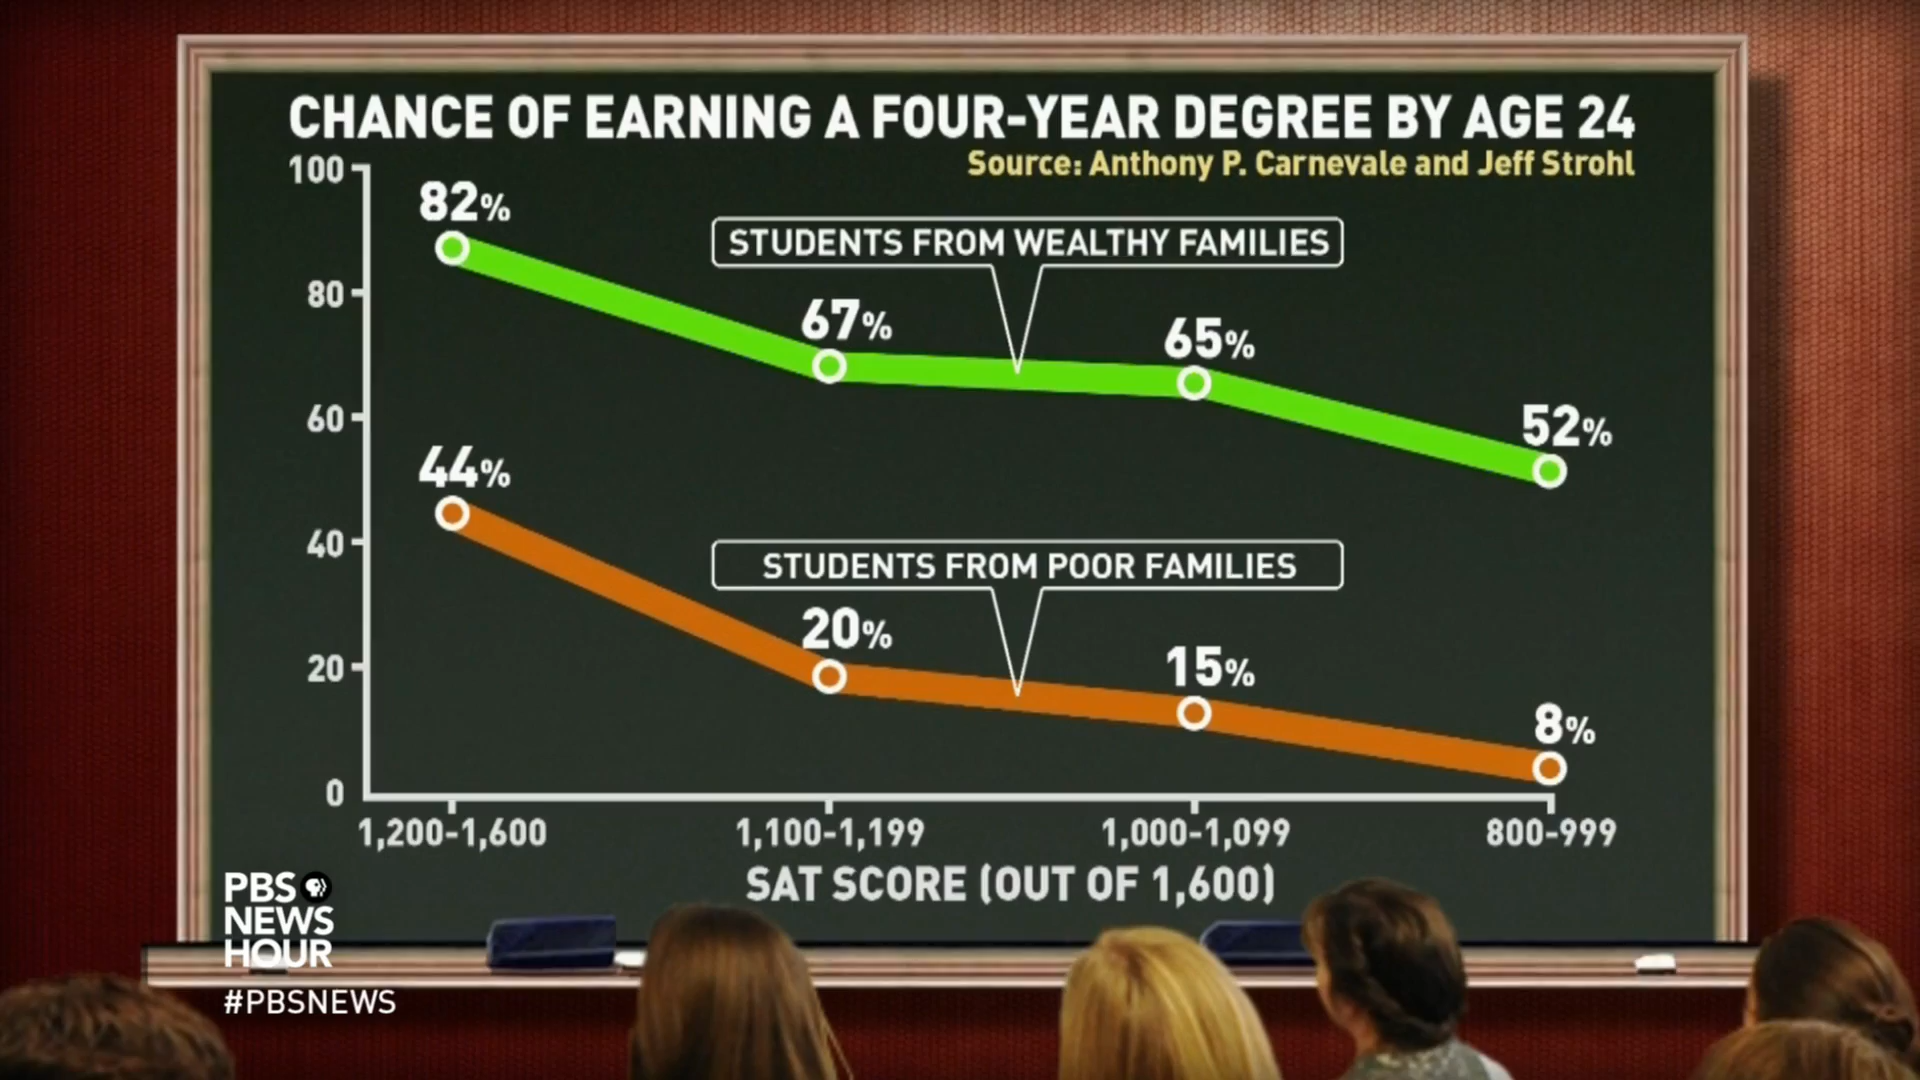 CHANCE OF EARNING A FOUR-YEAR DEGREE BY AGE 24
Source: Anthony P. Carnevale and Jeff Strohl
100
80
60
40
20
0
82%
67%
65%
52%
STUDENTS FROM WEALTHY FAMILIES
44%
20%
15%
8%
STUDENTS FROM POOR FAMILIES
1,200-1,600
1,100-1,199
1,000-1,099
800-999
SAT SCORE (OUT OF 1,600)
PBS
NEWS
HOUR
#PBSNEWS